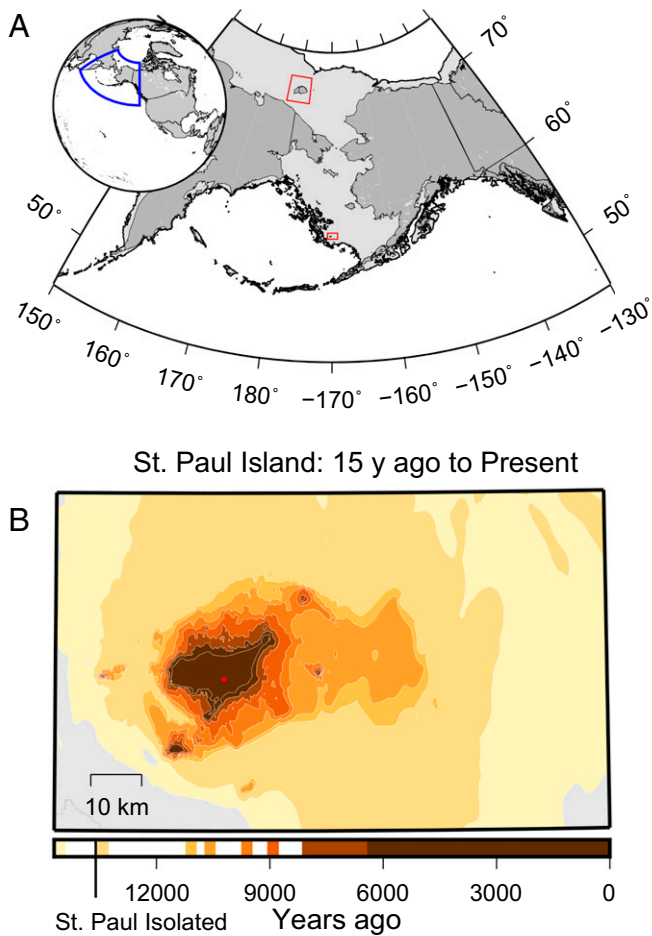 A
70°
60°
50°
50°
150°
160°
170°
180°
−170°
−160°
−150°
−140°
−130°
St. Paul Island: 15 y ago to Present
B
10 km
12000 9000 6000 3000 0
St. Paul Isolated Years ago